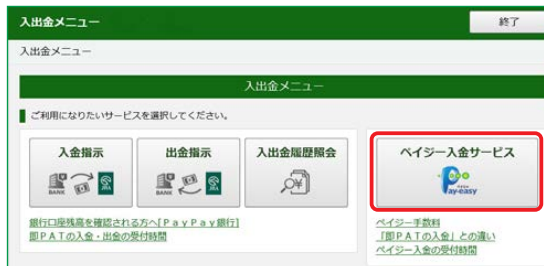 入出金メニュー
終了
入出金メニュー
入出金メニュー
ご利用になりたいサービスを選択してください。
入金指示
出金指示
入出金履歴照会
ペイジー入金サービス
BANK
JRA
BANK
JRA
Pay-easy
銀行口座残高を確認される方へ[PayPay銀行]
即PATの入金・出金の受付時間
ペイジー手数料
「即PATの入金」との違い
ペイジー入金の受付時間